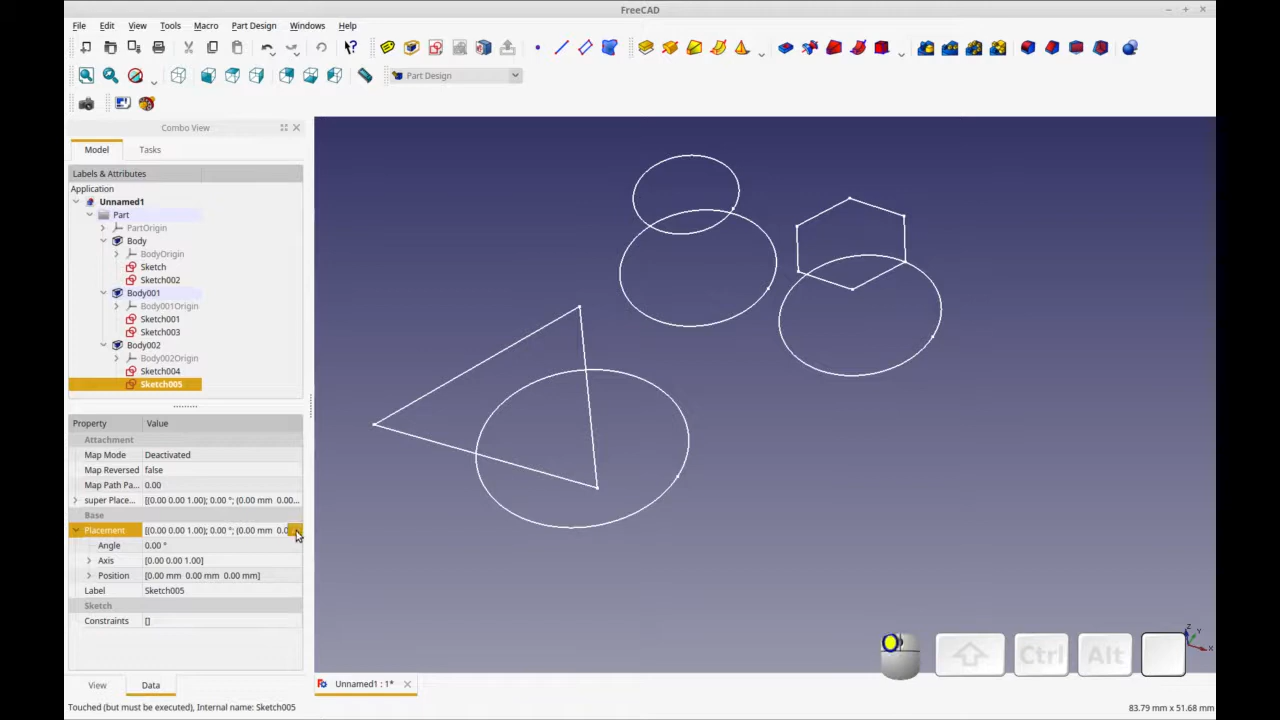 FreeCAD
File Edit View Tools Macro Part Design Windows Help
Part Design
Combo View
Model Tasks
Labels & Attributes
Application
Unnamed1
Part
PartOrigin
Body
BodyOrigin
Sketch
Sketch002
Body001
Body001Origin
Sketch001
Sketch003
Body002
Body002Origin
Sketch004
Sketch005
Property Value
Attachment
Map Mode Deactivated
Map Reversed false
Map Path Pa... 0.00
super Place... [(0.00 0.00 1.00); 0.00 °; (0.00 mm 0.00...
Base
Placement [(0.00 0.00 1.00); 0.00 °; (0.00 mm 0.0
Angle 0.00 °
Axis [0.00 0.00 1.00]
Position [0.00 mm 0.00 mm 0.00 mm]
Label Sketch005
Sketch
Constraints []
Ctrl Alt
Z Y X
View Data
Unnamed1 : 1*
Touched (but must be executed), Internal name: Sketch005
83.79 mm x 51.68 mm